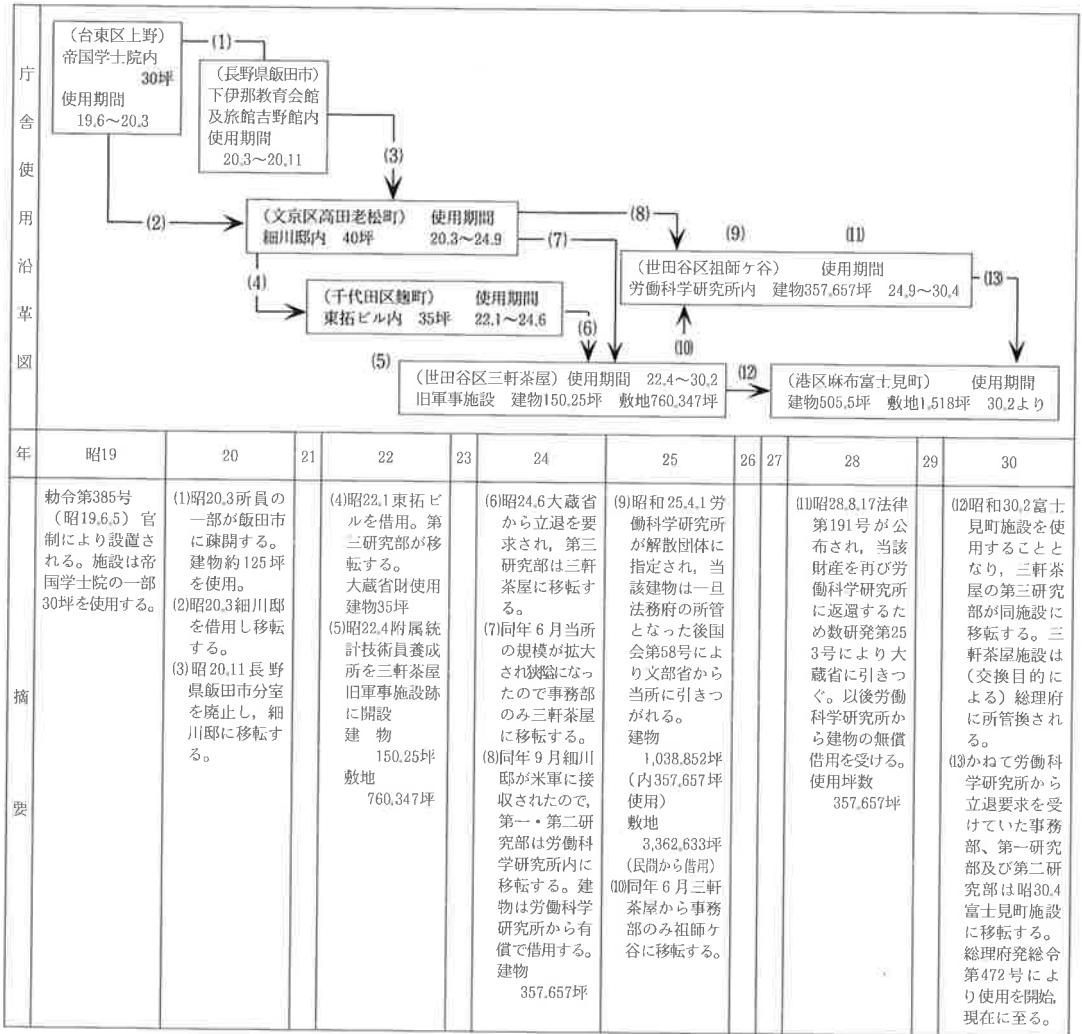 庁舎使用沿革図
（台東区上野）
帝国学士院内
30坪
使用期間
19.6～20.3
(1)
（長野県飯田市）
下伊那教育会館
及旅館吉野館内
使用期間
20.3～20.11
(3)
(2)
（文京区高田老松町） 使用期間
細川邸内 40坪 20.3～24.9
(8)
(7)
(9)
(11)
（世田谷区祖師ケ谷） 使用期間
労働科学研究所内 建物357.657坪 24.9～30.4
(13)
(4)
（千代田区麹町） 使用期間
東拓ビル内 35坪 22.1～24.6
(6)
(10)
(5)
（世田谷区三軒茶屋）使用期間 22.4～30.2
旧軍事施設 建物150.25坪 敷地760.347坪
(12)
（港区麻布富士見町） 使用期間
建物505.5坪 敷地1,518坪 30.2より
年 昭19 20 21 22 23 24 25 26 27 28 29 30
摘要
勅令第385号
（昭19.6.5）官
制により設置さ
れる。施設は帝
国学士院の一部
30坪を使用する。
(1)昭20.3所員の
一部が飯田市
に疎開する。
建物約125坪
を使用。
(2)昭20.3細川邸
を借用し移転
する。
(3)昭20.11長野
県飯田市分室
を廃止し，細
川邸に移転す
る。
(4)昭22.1東拓ビ
ルを借用。第
三研究部が移
転する。
大蔵省財使用
建物35坪
(5)昭22.4附属統
計技術員養成
所を三軒茶屋
旧軍事施設跡
に開設
建 物
150.25坪
敷地
760.347坪
(6)昭24.6大蔵省
から立退を要
求され，第三
研究部は三軒
茶屋に移転す
る。
(7)同年6月当所
の規模が拡大
され狭隘になっ
たので事務部
のみ三軒茶屋
に移転する。
(8)同年9月細川
邸が米軍に接
収されたので，
第一・第二研
究部は労働科
学研究所内に
移転する。建
物は労働科学
研究所から有
償で借用する。
建物
357.657坪
(9)昭和25.4.1労
働科学研究所
が解散団体に
指定され，当
該建物は一旦
法務府の所管
となった後国
会第58号によ
り文部省から
当所に引きつ
がれる。
建物
1,038.852坪
（内357.657坪
使用）
敷地
3,362.633坪
（民間から借用）
(10)同年6月三軒
茶屋から事務
部のみ祖師ケ
谷に移転する。
(11)昭28.8.17法律
第191号が公
布され，当該
財産を再び労
働科学研究所
に返還するた
め数研発第25
3号により大
蔵省に引きつ
ぐ。以後労働
科学研究所か
ら建物の無償
借用を受ける。
使用坪数
357.657坪
(12)昭和30.2富士
見町施設を使
用することと
なり，三軒茶
屋の第三研究
部が同施設に
移転する。三
軒茶屋施設は
（交換目的に
よる）総理府
に所管換され
る。
(13)かねて労働科
学研究所から
立退要求を受
けていた事務
部、第一研究
部及び第二研
究部は昭30.4
富士見町施設
に移転する。
総理府発総令
第472号によ
り使用を開始，
現在に至る。